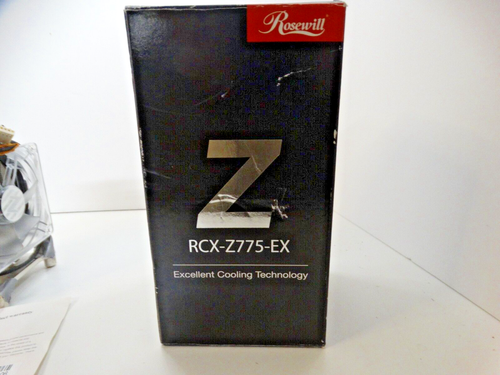 Rosewill
Z
RCX-Z775-EX
Excellent Cooling Technology